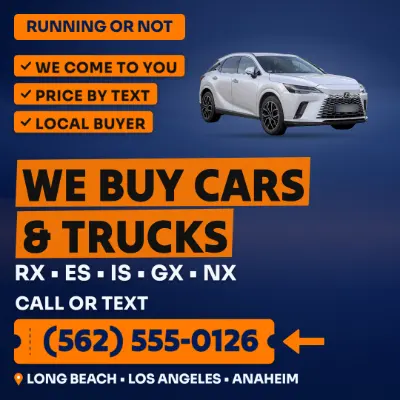 RUNNING OR NOT
✓ WE COME TO YOU
✓ PRICE BY TEXT
✓ LOCAL BUYER
WE BUY CARS
& TRUCKS
RX • ES • IS • GX • NX
CALL OR TEXT
(562) 555-0126
LONG BEACH • LOS ANGELES • ANAHEIM